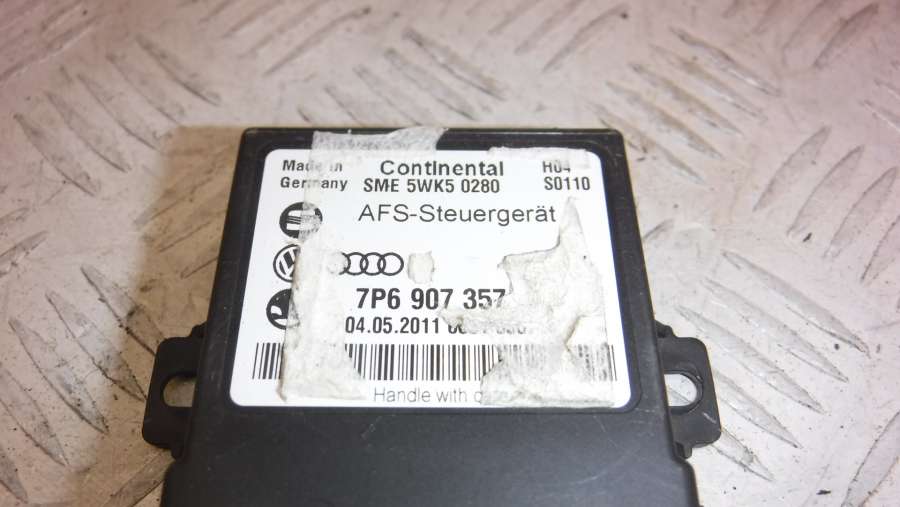 Made in
Germany
Continental
SME 5WK5 0280
H04
S0110
AFS-Steuergerät
7P6 907 357
04.05.2011
Handle with